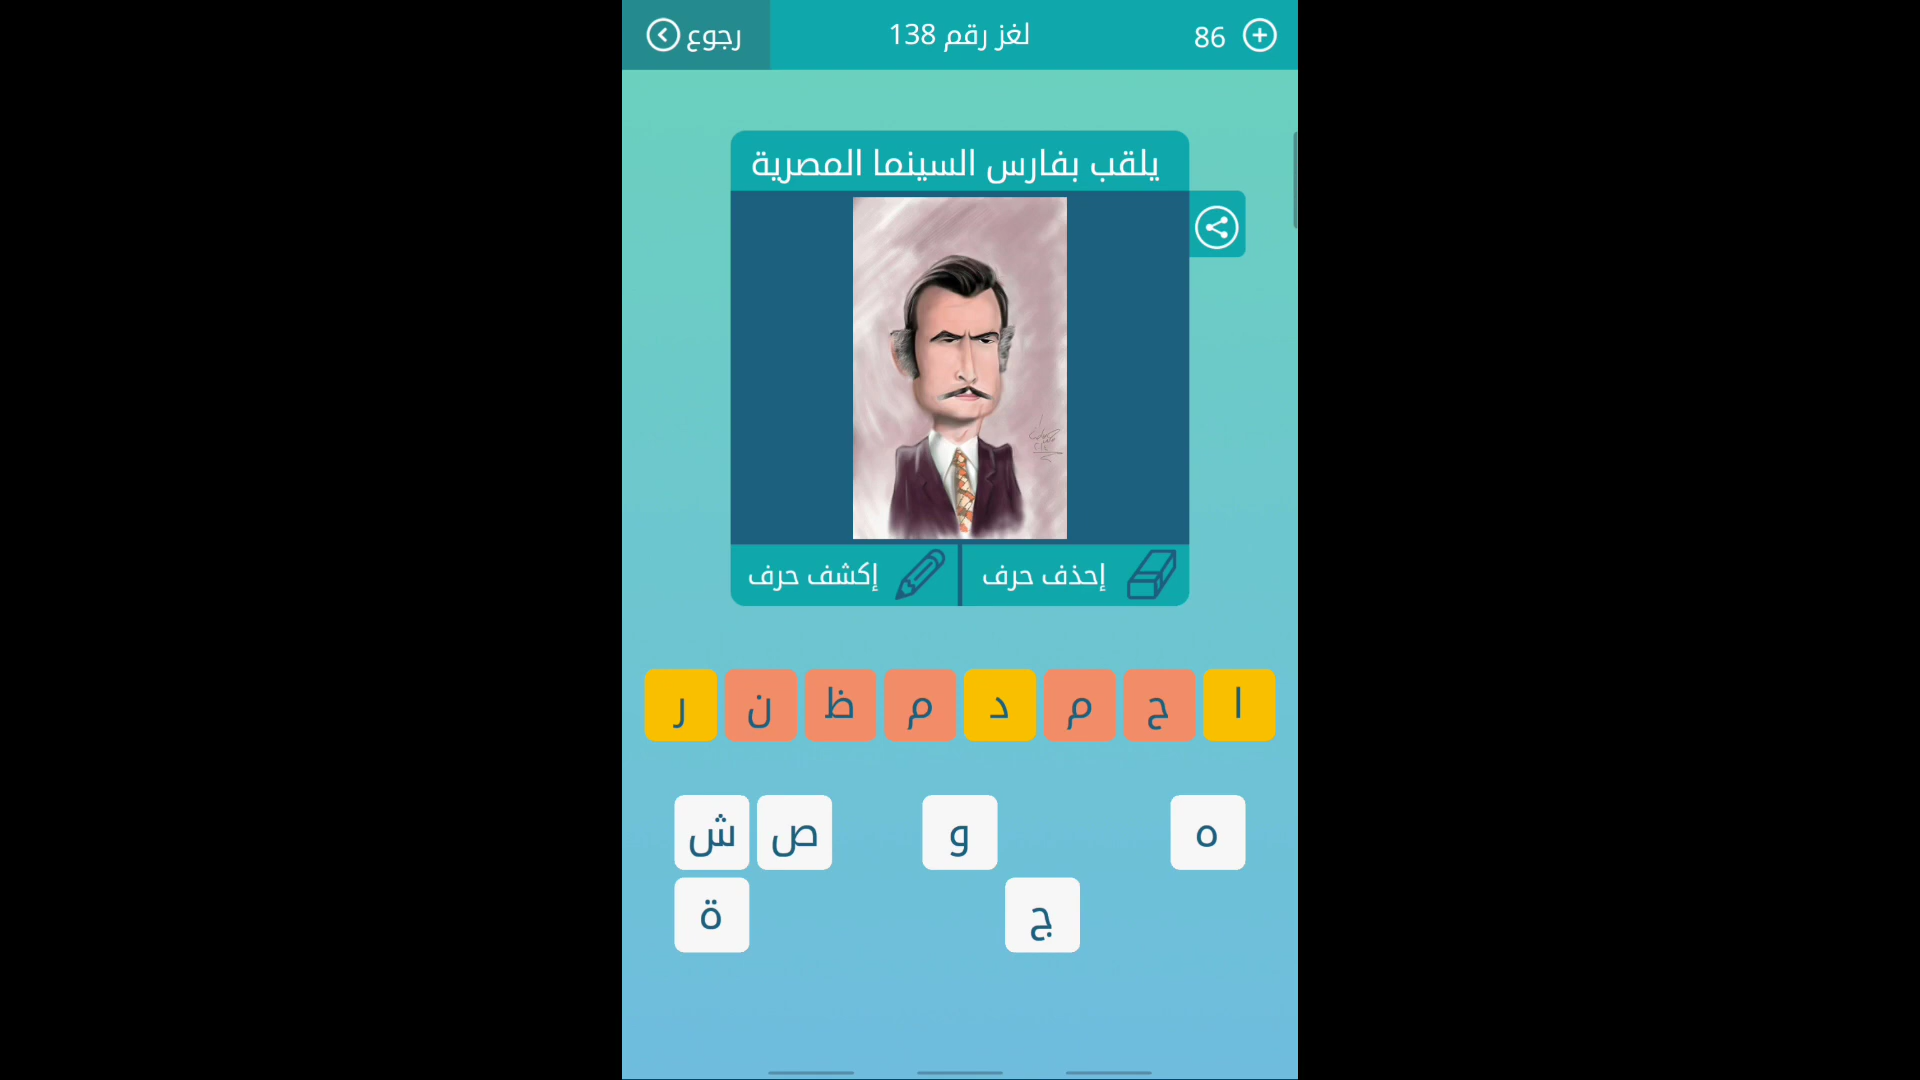 رجوع
لغز رقم 138
86
يلقب بفارس السينما المصرية
إحذف حرف
إكشف حرف
ا ح م د م ظ ن ر
ه و ص ش
ج ة